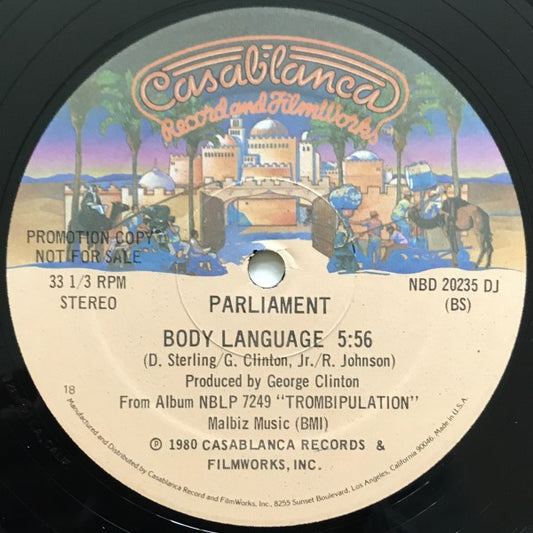 Casablanca
Record and FilmWorks
PROMOTION COPY
NOT FOR SALE
33 1/3 RPM
STEREO
NBD 20235 DJ
(BS)
PARLIAMENT
BODY LANGUAGE 5:56
(D. Sterling/G. Clinton, Jr./R. Johnson)
Produced by George Clinton
From Album NBLP 7249 "TROMBIPULATION"
Malbiz Music (BMI)
℗ 1980 CASABLANCA RECORDS &
FILMWORKS, INC.
18
Manufactured and Distributed by Casablanca Record and FilmWorks, Inc., 8255 Sunset Boulevard, Los Angeles, California 90046. Made in U.S.A.